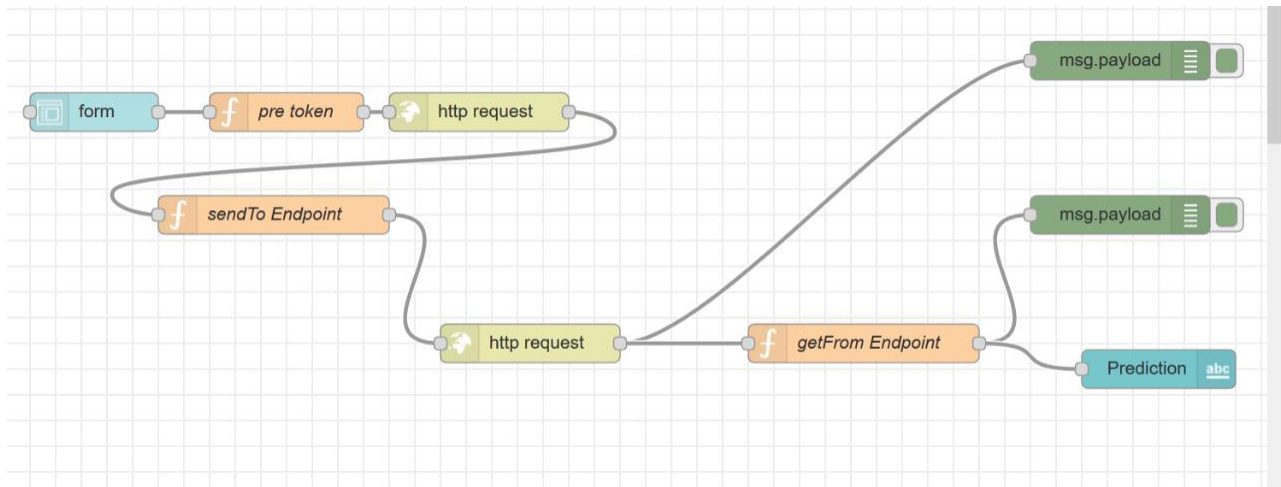 msg.payload
form
pre token
http request
sendTo Endpoint
msg.payload
http request
getFrom Endpoint
Prediction
abc